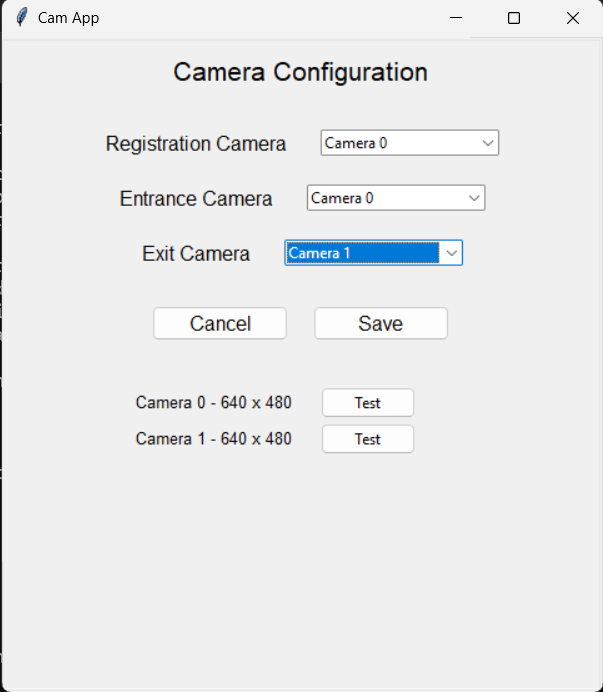 Cam App
Camera Configuration
Registration Camera Camera 0
Entrance Camera Camera 0
Exit Camera Camera 1
Cancel Save
Camera 0 - 640 x 480 Test
Camera 1 - 640 x 480 Test